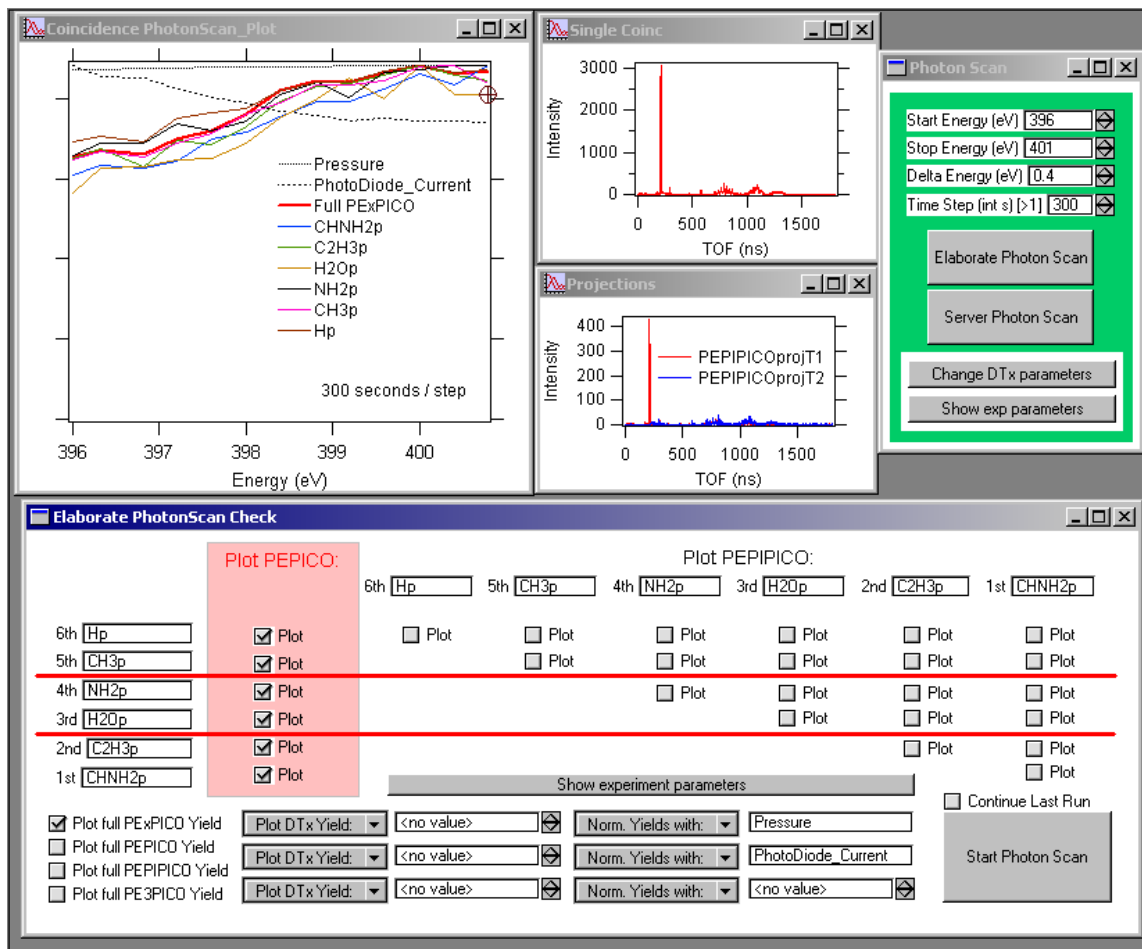 Coincidence PhotonScan_Plot
Pressure
PhotoDiode_Current
Full PExPICO
CHNH2p
C2H3p
H2Op
NH2p
CH3p
Hp
300 seconds / step
396 397 398 399 400
Energy (eV)
Single Coinc
Intensity
3000
2000
1000
0
0 500 1000 1500
TOF (ns)
Projections
Intensity
400
300
200
100
0
PEPIPICOprojT1
PEPIPICOprojT2
0 500 1000 1500
TOF (ns)
Photon Scan
Start Energy (eV) 396
Stop Energy (eV) 401
Delta Energy (eV) 0.4
Time Step (int s) [>1] 300
Elaborate Photon Scan
Server Photon Scan
Change DTx parameters
Show exp parameters
Elaborate PhotonScan Check
Plot PEPICO: Plot PEPIPICO:
6th Hp 5th CH3p 4th NH2p 3rd H2Op 2nd C2H3p 1st CHNH2p
6th Hp Plot Plot Plot Plot Plot Plot Plot
5th CH3p Plot Plot Plot Plot Plot Plot
4th NH2p Plot Plot Plot Plot Plot
3rd H2Op Plot Plot Plot Plot
2nd C2H3p Plot Plot Plot
1st CHNH2p Plot Plot
Show experiment parameters
Continue Last Run
Plot full PExPICO Yield Plot DTx Yield: <no value> Norm. Yields with: Pressure
Plot full PEPICO Yield
Plot DTx Yield: <no value> Norm. Yields with: PhotoDiode_Current
Plot full PEPIPICO Yield
Plot full PE3PICO Yield Plot DTx Yield: <no value> Norm. Yields with: <no value>
Start Photon Scan